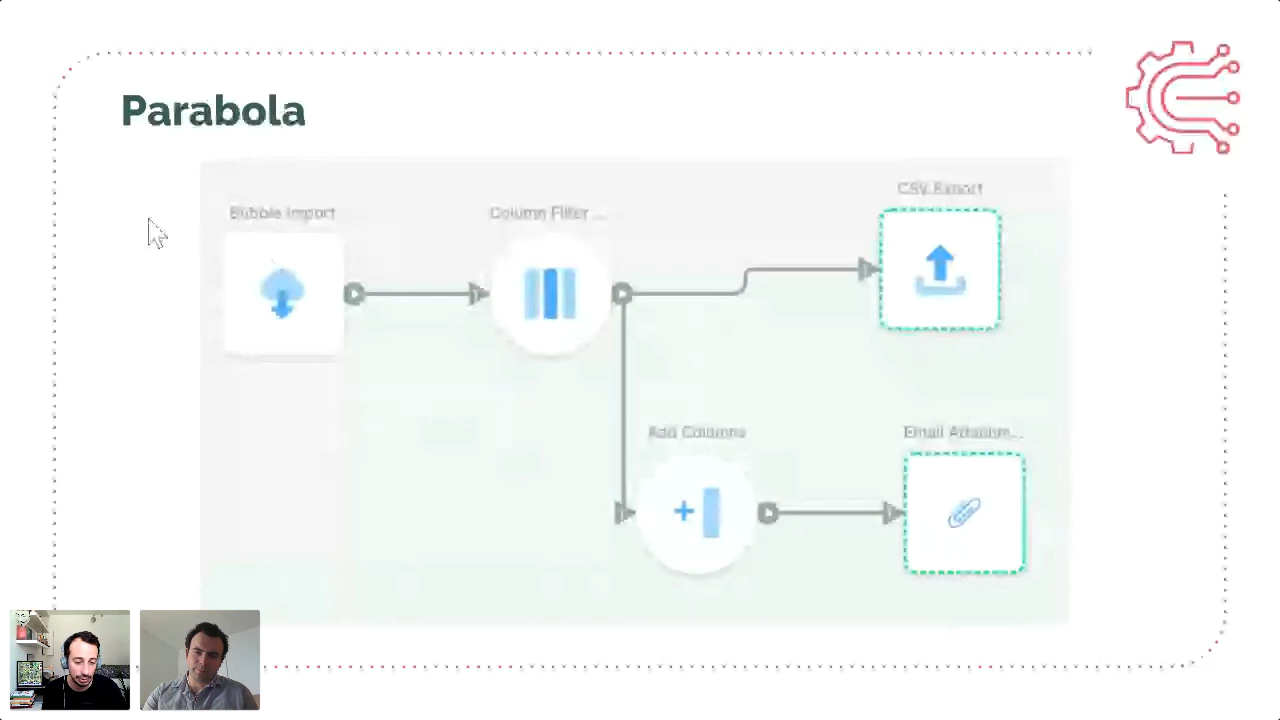 Parabola
CSV Export
Bubble Import
Column Filter ...
Add Columns
Email Attachm...